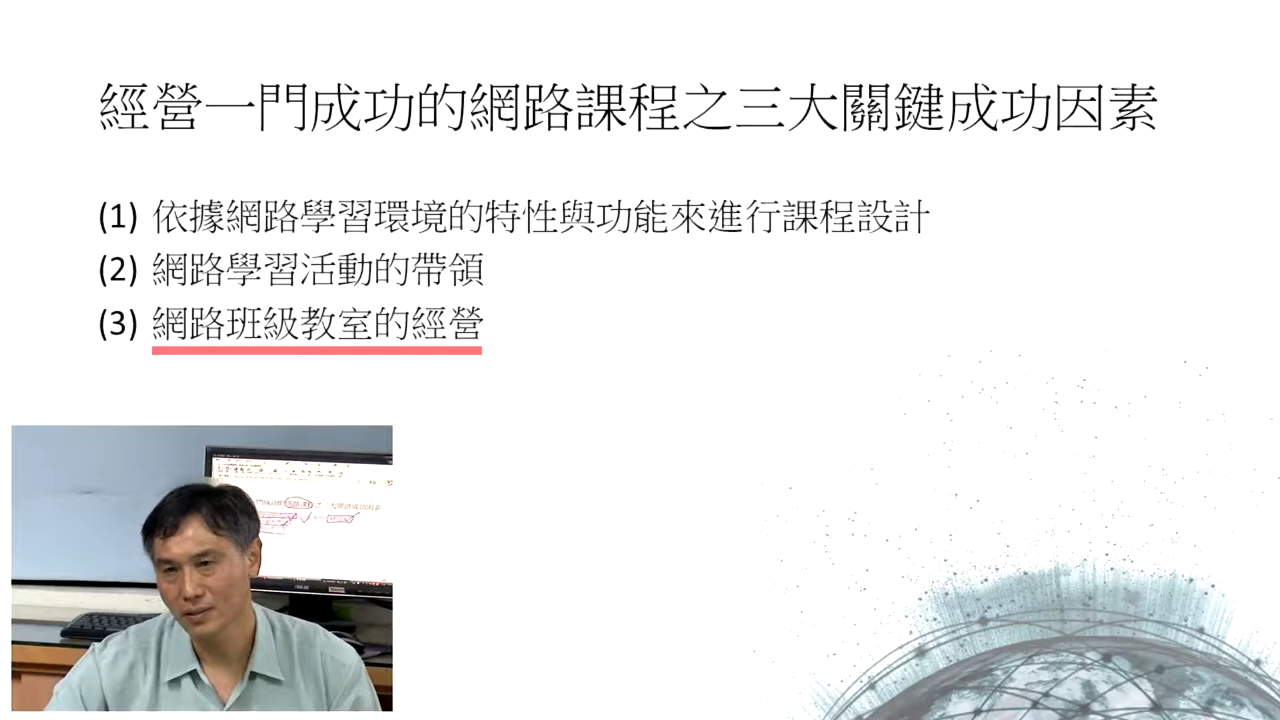 經營一門成功的網路課程之三大關鍵成功因素
(1) 依據網路學習環境的特性與功能來進行課程設計
(2) 網路學習活動的帶領
(3) 網路班級教室的經營